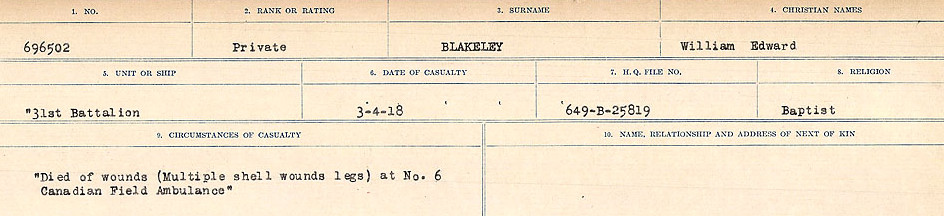 1. NO. 2. RANK OR RATING 3. SURNAME 4. CHRISTIAN NAMES
696502 Private BLAKELEY William Edward
5. UNIT OR SHIP 6. DATE OF CASUALTY 7. H. Q. FILE NO. 8. RELIGION
"31st Battalion 3-4-18 '649-B-25819 Baptist
9. CIRCUMSTANCES OF CASUALTY 10. NAME, RELATIONSHIP AND ADDRESS OF NEXT OF KIN
"Died of wounds (Multiple shell wounds legs) at No. 6
Canadian Field Ambulance"